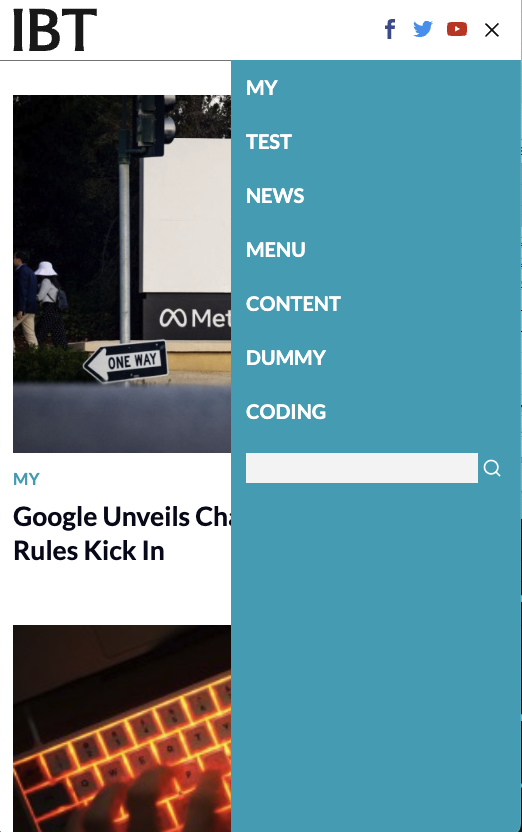 IBT
MY
TEST
NEWS
MENU
CONTENT
DUMMY
CODING
Met
ONE WAY
MY
Google Unveils Cha
Rules Kick In